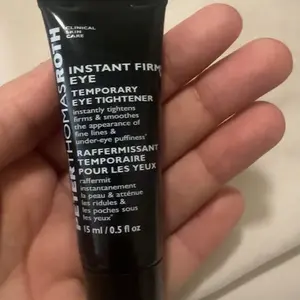 PETER THOMAS ROTH
CLINICAL
SKIN
CARE
INSTANT FIRM
EYE
TEMPORARY
EYE TIGHTENER
instantly tightens
firms & smoothes
the appearance of
fine lines &
under-eye puffiness*
RAFFERMISSANT
TEMPORAIRE
POUR LES YEUX
raffermit
instantanément
la peau & atténue
les ridules &
les poches sous
les yeux*
15 ml / 0.5 fl oz